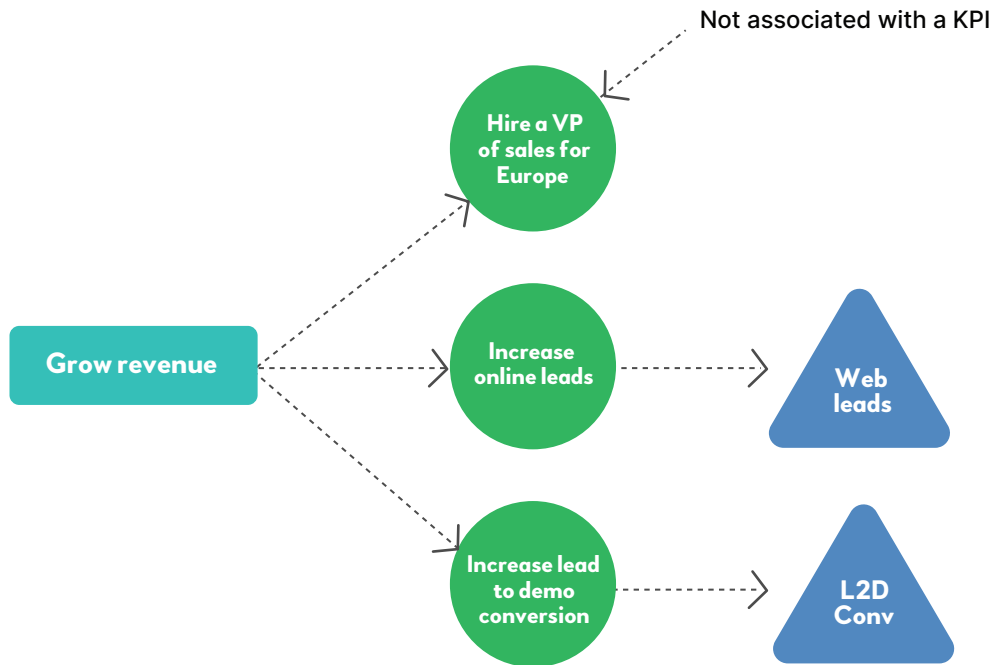 Not associated with a KPI
Hire a VP
of sales for
Europe
Grow revenue
Increase
online leads
Web
leads
Increase lead
to demo
conversion
L2D
Conv